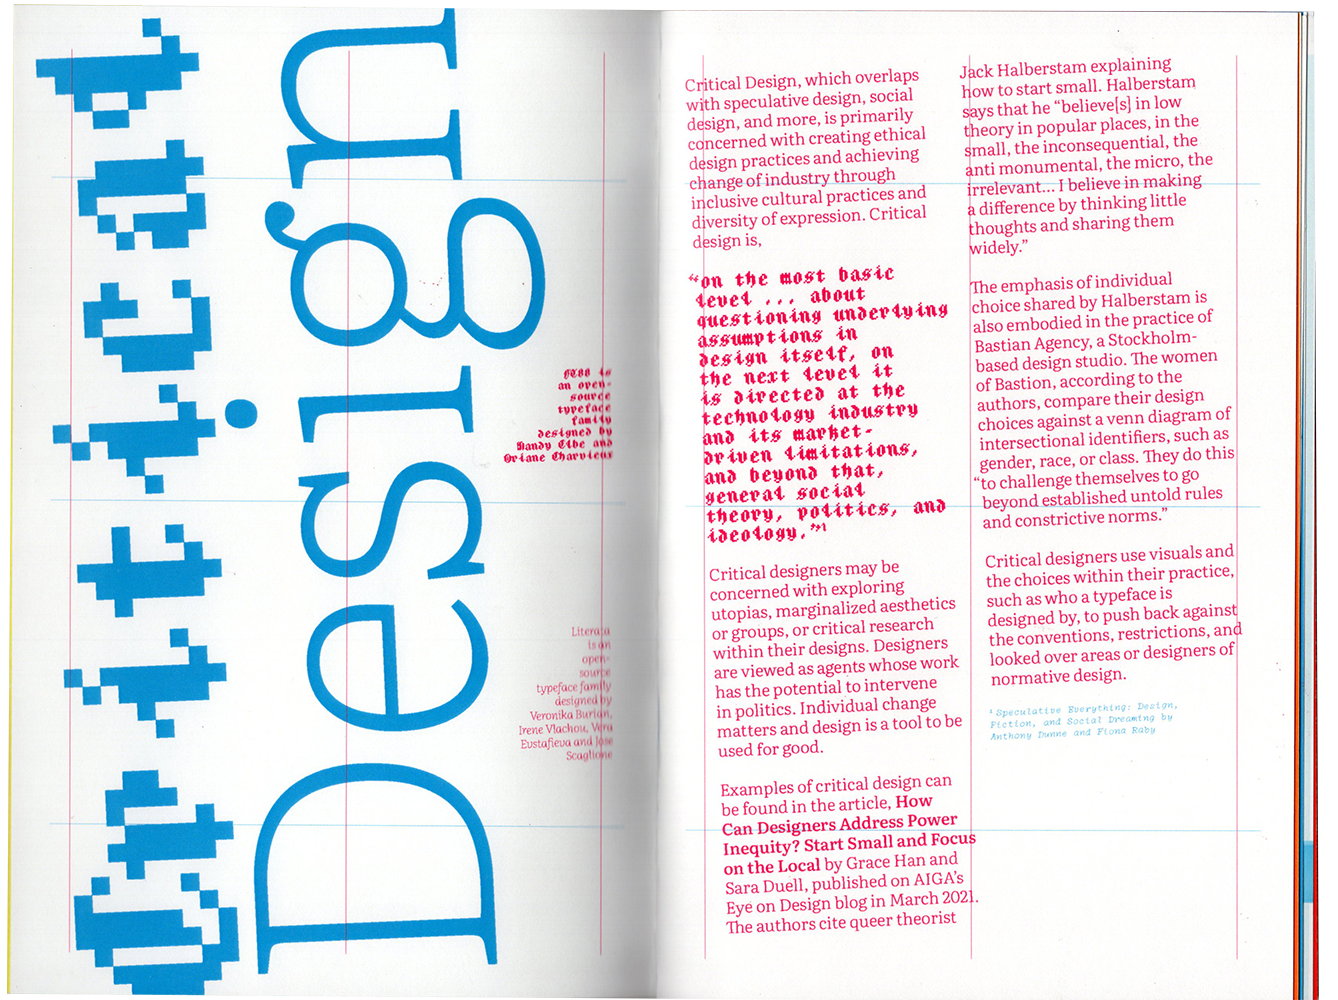 Critical
Design
GT88 is
an open-
source
typeface
family
designed by
Mandy Elbe and
Oriane Charvieux
Literata
is an
open-
source
typeface family
designed by
Veronika Burian,
Irene Vlachou, Vera
Eustafieva and Jose
Scaglione
Critical Design, which overlaps
with speculative design, social
design, and more, is primarily
concerned with creating ethical
design practices and achieving
change of industry through
inclusive cultural practices and
diversity of expression. Critical
design is,
“on the most basic
level ... about
questioning underlying
assumptions in
design itself, on
the next level it
is directed at the
technology industry
and its market-
driven limitations,
and beyond that,
general social
theory, politics, and
ideology.”¹
Critical designers may be
concerned with exploring
utopias, marginalized aesthetics
or groups, or critical research
within their designs. Designers
are viewed as agents whose work
has the potential to intervene
in politics. Individual change
matters and design is a tool to be
used for good.
Examples of critical design can
be found in the article, How
Can Designers Address Power
Inequity? Start Small and Focus
on the Local by Grace Han and
Sara Duell, published on AIGA’s
Eye on Design blog in March 2021.
The authors cite queer theorist
Jack Halberstam explaining
how to start small. Halberstam
says that he “believe[s] in low
theory in popular places, in the
small, the inconsequential, the
anti monumental, the micro, the
irrelevant... I believe in making
a difference by thinking little
thoughts and sharing them
widely.”
The emphasis of individual
choice shared by Halberstam is
also embodied in the practice of
Bastian Agency, a Stockholm-
based design studio. The women
of Bastion, according to the
authors, compare their design
choices against a venn diagram of
intersectional identifiers, such as
gender, race, or class. They do this
“to challenge themselves to go
beyond established untold rules
and constrictive norms.”
Critical designers use visuals and
the choices within their practice,
such as who a typeface is
designed by, to push back against
the conventions, restrictions, and
looked over areas or designers of
normative design.
¹ Speculative Everything: Design,
Fiction, and Social Dreaming by
Anthony Dunne and Fiona Raby